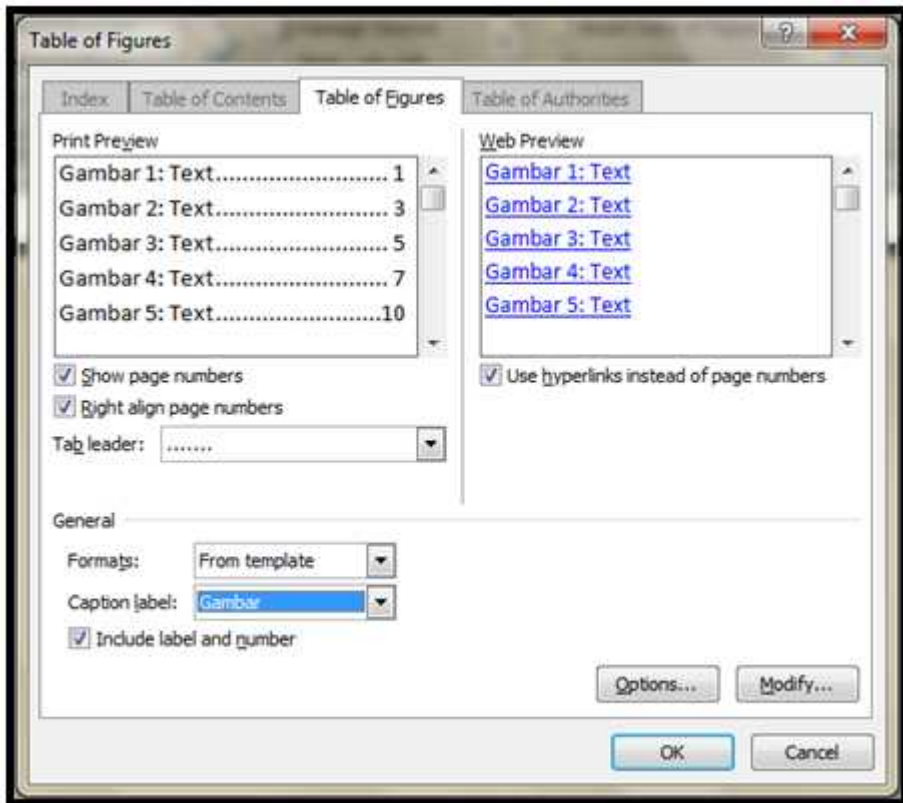 Table of Figures
Index
Table of Contents
Table of Figures
Table of Authorities
Print Preview
Gambar 1: Text............................ 1
Gambar 2: Text............................ 3
Gambar 3: Text............................ 5
Gambar 4: Text............................ 7
Gambar 5: Text...........................10
Show page numbers
Right align page numbers
Tab leader: .......
Web Preview
Gambar 1: Text
Gambar 2: Text
Gambar 3: Text
Gambar 4: Text
Gambar 5: Text
Use hyperlinks instead of page numbers
General
Formats: From template
Caption label: Gambar
Include label and number
Options... Modify...
OK Cancel